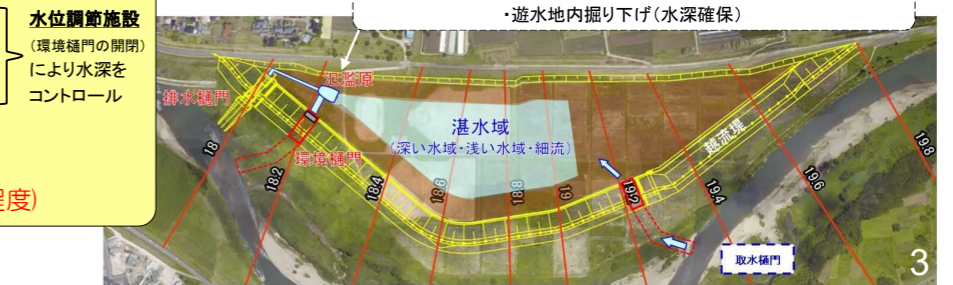 水位調節施設
(環境樋門の開閉)
により水深を
コントロール
程度)
・遊水地内掘り下げ(水深確保)
氾濫原
排水樋門
環境樋門
湛水域
(深い水域・浅い水域・細流)
越流堤
18
18.2
18.4
18.6
18.8
19
19.2
19.4
19.6
19.8
取水樋門
3